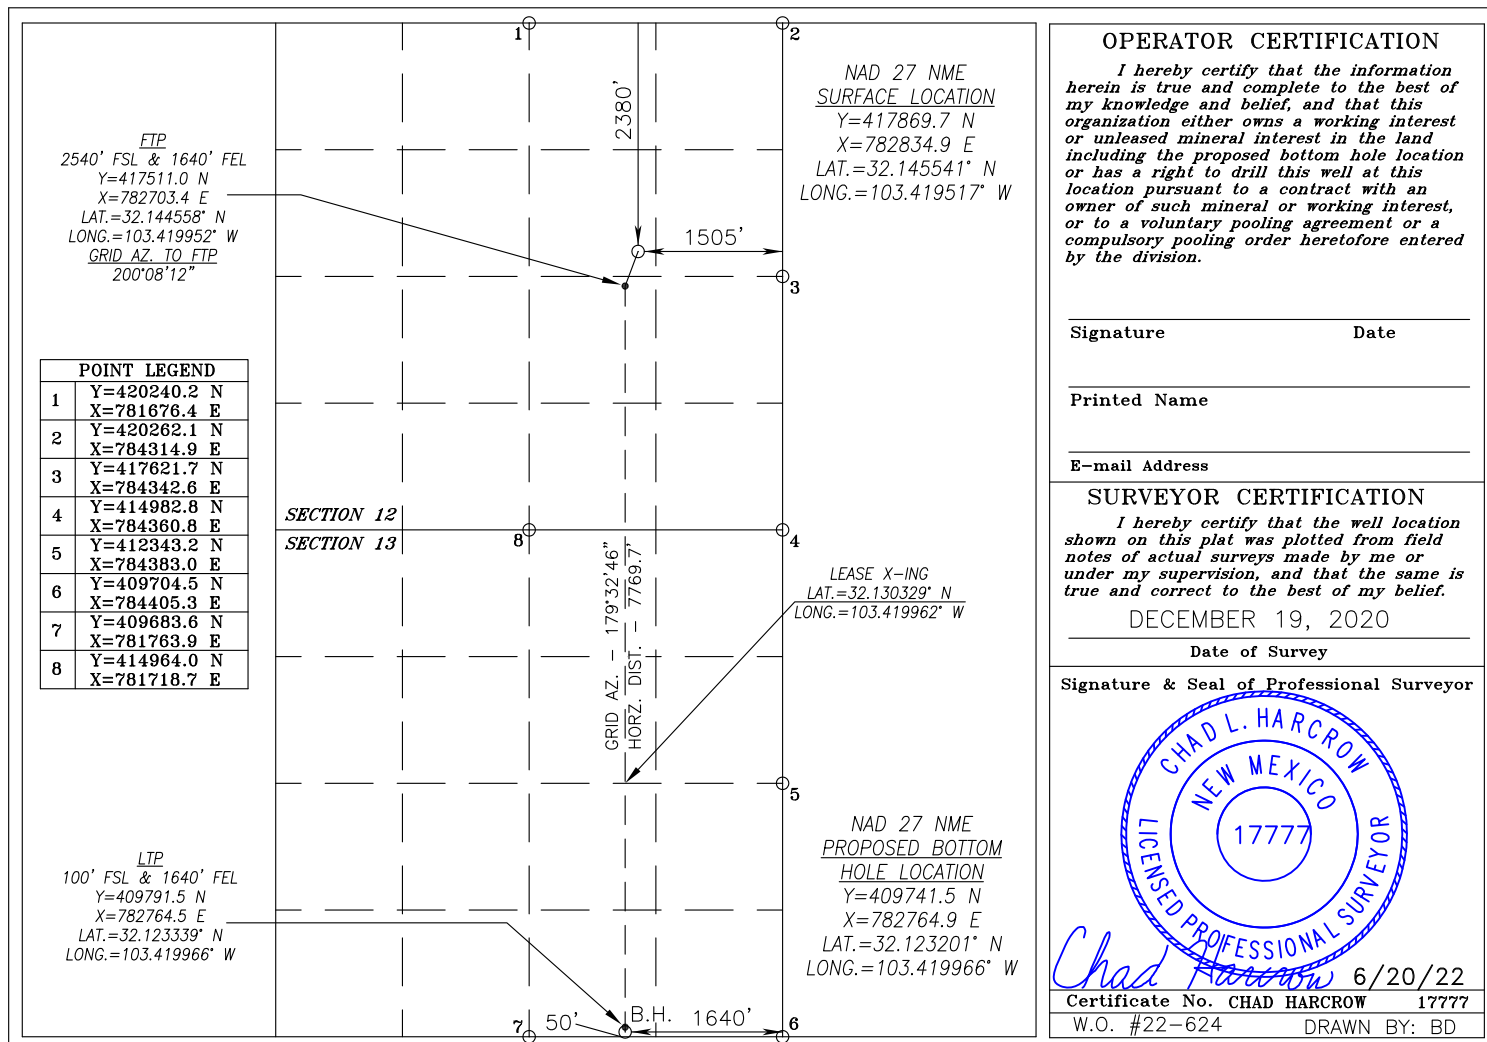 1
2
2380'
NAD 27 NME
SURFACE LOCATION
Y=417869.7 N
X=782834.9 E
LAT.=32.145541° N
LONG.=103.419517° W
FTP
2540' FSL & 1640' FEL
Y=417511.0 N
X=782703.4 E
LAT.=32.144558° N
LONG.=103.419952° W
GRID AZ. TO FTP
200°08'12"
1505'
3
POINT LEGEND
1 Y=420240.2 N
X=781676.4 E
2 Y=420262.1 N
X=784314.9 E
3 Y=417621.7 N
X=784342.6 E
4 Y=414982.8 N
X=784360.8 E
5 Y=412343.2 N
X=784383.0 E
6 Y=409704.5 N
X=784405.3 E
7 Y=409683.6 N
X=781763.9 E
8 Y=414964.0 N
X=781718.7 E
SECTION 12
SECTION 13
8
4
GRID AZ. - 179°32'46"
HORZ. DIST. - 7769.7'
LEASE X-ING
LAT.=32.130329° N
LONG.=103.419962° W
5
LTP
100' FSL & 1640' FEL
Y=409791.5 N
X=782764.5 E
LAT.=32.123339° N
LONG.=103.419966° W
NAD 27 NME
PROPOSED BOTTOM
HOLE LOCATION
Y=409741.5 N
X=782764.9 E
LAT.=32.123201° N
LONG.=103.419966° W
7
50'
B.H.
1640'
6
OPERATOR CERTIFICATION
I hereby certify that the information
herein is true and complete to the best of
my knowledge and belief, and that this
organization either owns a working interest
or unleased mineral interest in the land
including the proposed bottom hole location
or has a right to drill this well at this
location pursuant to a contract with an
owner of such mineral or working interest,
or to a voluntary pooling agreement or a
compulsory pooling order heretofore entered
by the division.
Signature Date
Printed Name
E-mail Address
SURVEYOR CERTIFICATION
I hereby certify that the well location
shown on this plat was plotted from field
notes of actual surveys made by me or
under my supervision, and that the same is
true and correct to the best of my belief.
DECEMBER 19, 2020
Date of Survey
Signature & Seal of Professional Surveyor
CHAD L. HARCROW
NEW MEXICO
17777
LICENSED PROFESSIONAL SURVEYOR
Chad Harcrow 6/20/22
Certificate No. CHAD HARCROW 17777
W.O. #22-624 DRAWN BY: BD